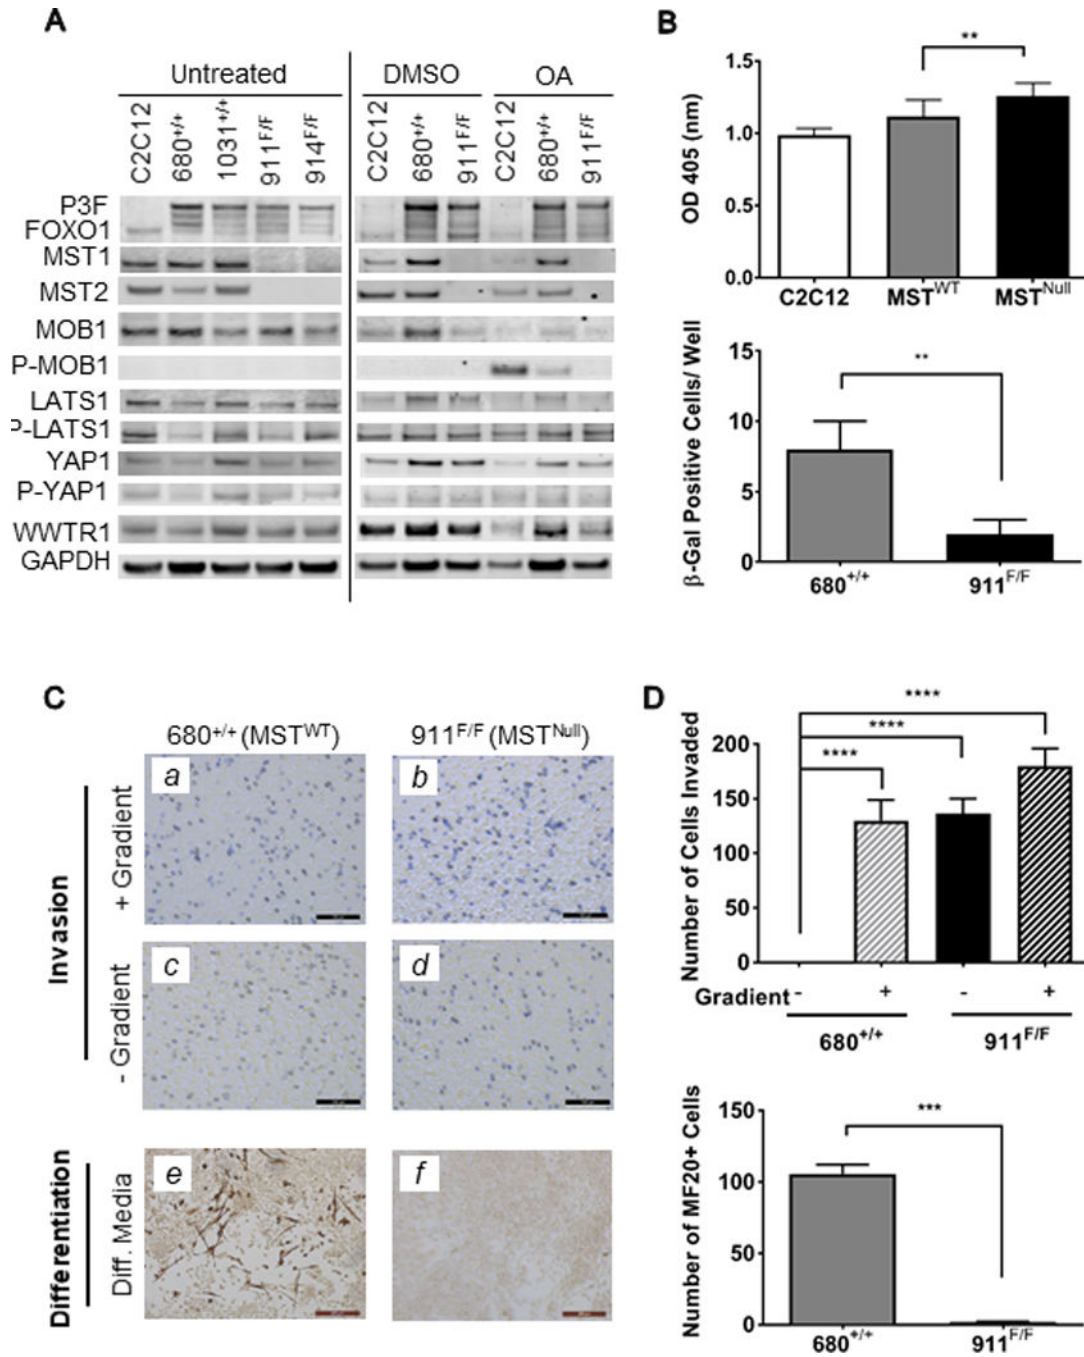 A
Untreated
DMSO
OA
C2C12
680+/+
1031+/+
911F/F
914F/F
C2C12
680+/+
911F/F
C2C12
680+/+
911F/F
P3F
FOXO1
MST1
MST2
MOB1
P-MOB1
LATS1
P-LATS1
YAP1
P-YAP1
WWTR1
GAPDH
B
**
OD 405 (nm)
1.5
1.0
0.5
0.0
C2C12 MSTWT MSTNull
**
β-Gal Positive Cells/ Well
15
10
5
0
680+/+ 911F/F
C
680+/+ (MSTWT) 911F/F (MSTNull)
Invasion
+ Gradient
a
b
- Gradient
c
d
Differentiation
Diff. Media
e
f
D
****
****
****
Number of Cells Invaded
200
150
100
50
0
Gradient - + - +
680+/+ 911F/F
***
Number of MF20+ Cells
150
100
50
0
680+/+ 911F/F